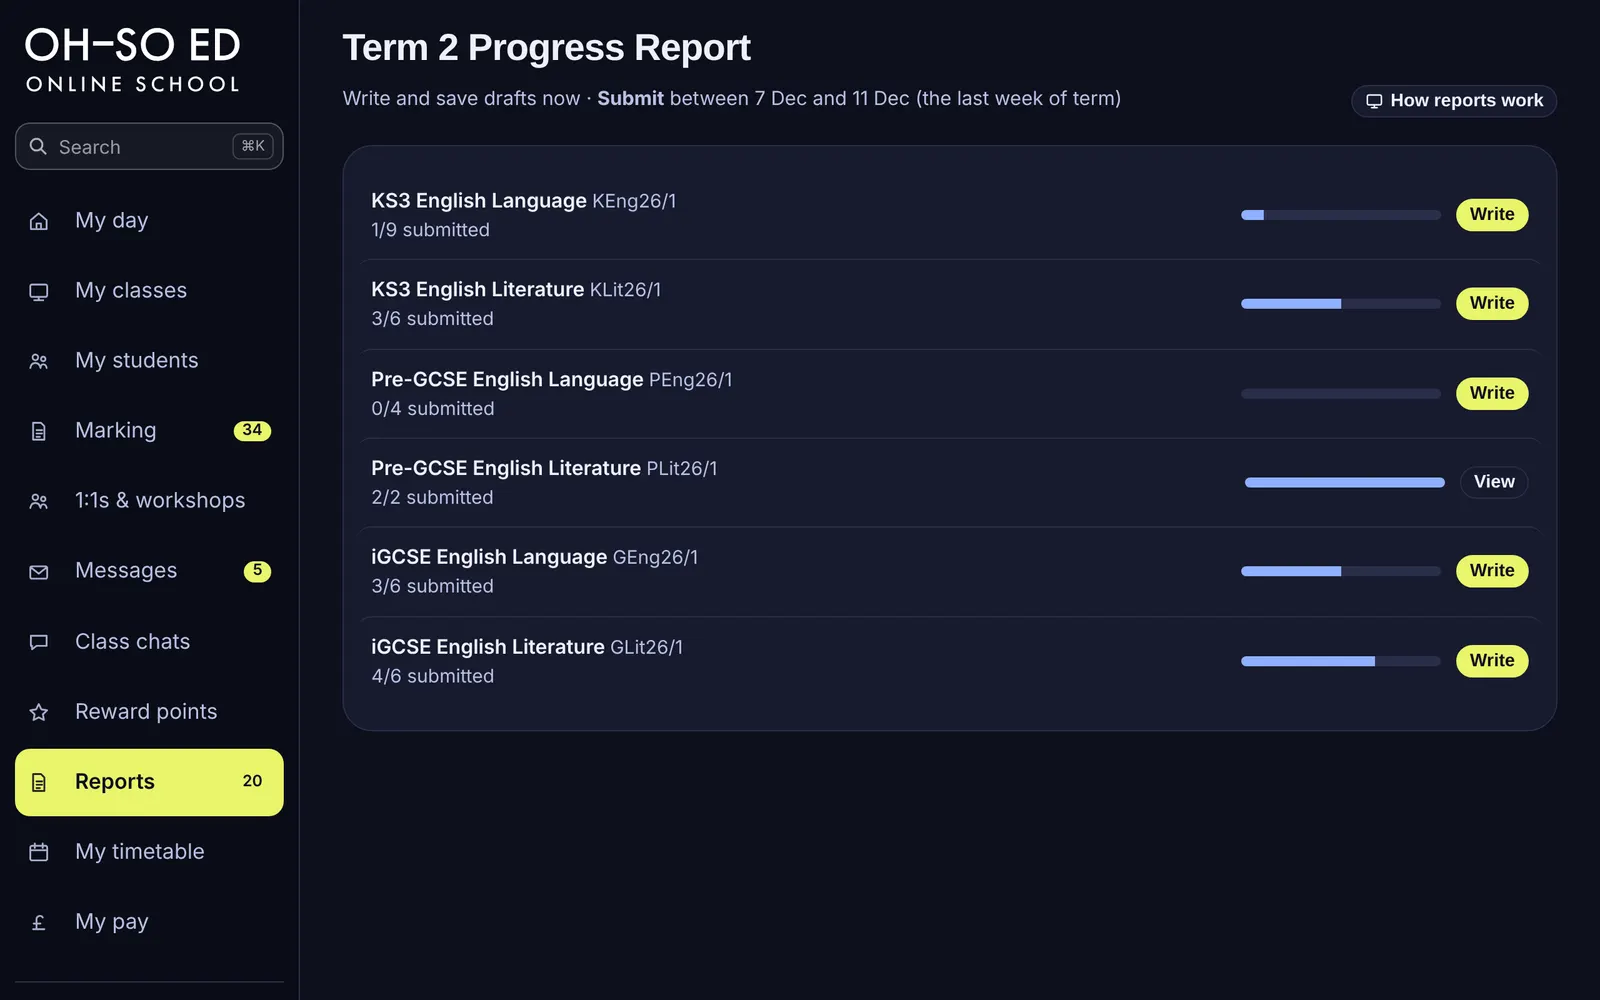 OH-SO ED
ONLINE SCHOOL
Search ⌘K
My day
My classes
My students
Marking 34
1:1s & workshops
Messages 5
Class chats
Reward points
Reports 20
My timetable
My pay
Term 2 Progress Report
Write and save drafts now · Submit between 7 Dec and 11 Dec (the last week of term)
How reports work
KS3 English Language KEng26/1
1/9 submitted
Write
KS3 English Literature KLit26/1
3/6 submitted
Write
Pre-GCSE English Language PEng26/1
0/4 submitted
Write
Pre-GCSE English Literature PLit26/1
2/2 submitted
View
iGCSE English Language GEng26/1
3/6 submitted
Write
iGCSE English Literature GLit26/1
4/6 submitted
Write